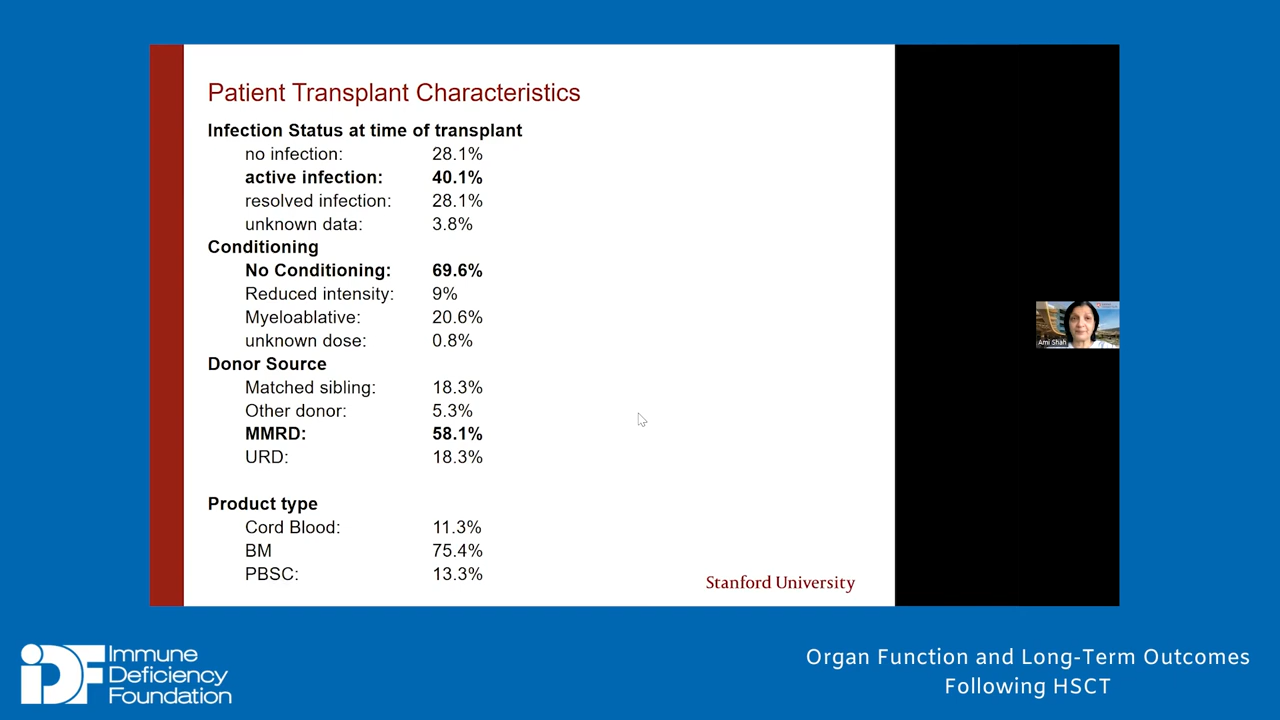 Patient Transplant Characteristics
Infection Status at time of transplant
no infection: 28.1%
active infection: 40.1%
resolved infection: 28.1%
unknown data: 3.8%
Conditioning
No Conditioning: 69.6%
Reduced intensity: 9%
Myeloablative: 20.6%
unknown dose: 0.8%
Donor Source
Matched sibling: 18.3%
Other donor: 5.3%
MMRD: 58.1%
URD: 18.3%
Product type
Cord Blood: 11.3%
BM 75.4%
PBSC: 13.3%
Stanford University
Ami Shah
IDF Immune
Deficiency
Foundation
Organ Function and Long-Term Outcomes
Following HSCT